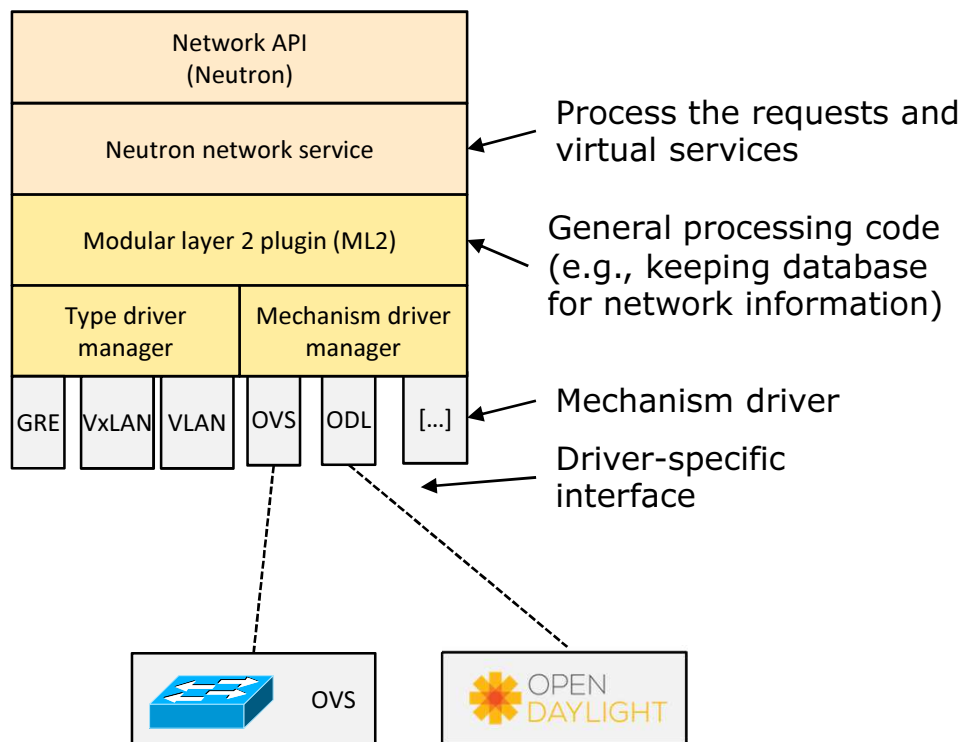 Network API
(Neutron)
Process the requests and
virtual services
Neutron network service
Modular layer 2 plugin (ML2)
General processing code
(e.g., keeping database
for network information)
Type driver
manager
Mechanism driver
manager
GRE
VxLAN
VLAN
OVS
ODL
[...]
Mechanism driver
Driver-specific
interface
OVS
OPEN
DAYLIGHT